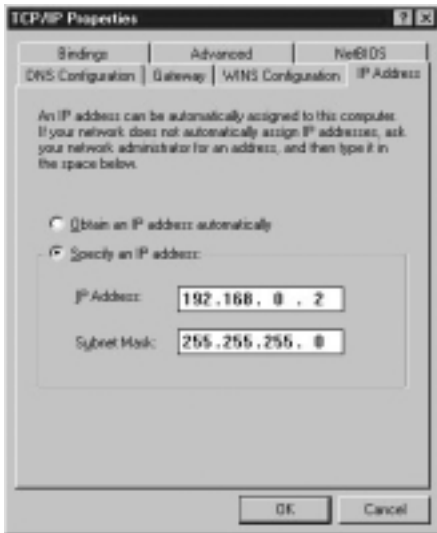 TCP/IP Properties
Bindings Advanced NetBIOS
DNS Configuration Gateway WINS Configuration IP Address
An IP address can be automatically assigned to this computer.
If your network does not automatically assign IP addresses, ask
your network administrator for an address, and then type it in
the space below.
Obtain an IP address automatically
Specify an IP address:
IP Address: 192.168. 0 . 2
Subnet Mask: 255.255.255. 0
OK Cancel